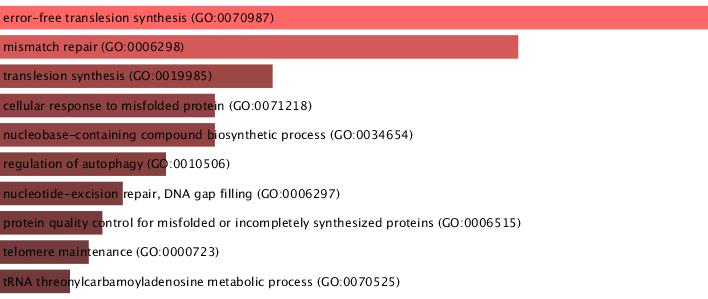 error-free translesion synthesis (GO:0070987)
mismatch repair (GO:0006298)
translesion synthesis (GO:0019985)
cellular response to misfolded protein (GO:0071218)
nucleobase-containing compound biosynthetic process (GO:0034654)
regulation of autophagy (GO:0010506)
nucleotide-excision repair, DNA gap filling (GO:0006297)
protein quality control for misfolded or incompletely synthesized proteins (GO:0006515)
telomere maintenance (GO:0000723)
tRNA threonylcarbamoyladenosine metabolic process (GO:0070525)